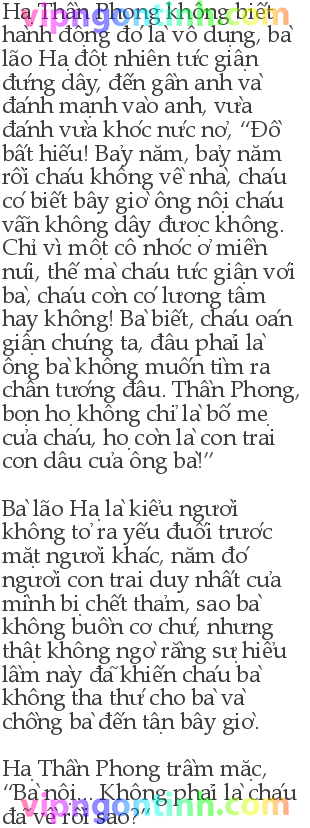 Hạ Thần Phong không biết
hành động đó là vô dụng, bà
lão Hạ đột nhiên tức giận
đứng dậy, đến gần anh và
đánh mạnh vào anh, vừa
đánh vừa khóc nức nở, “Đồ
bất hiếu! Bảy năm, bảy năm
rồi cháu không về nhà, cháu
có biết bây giờ ông nội cháu
vẫn không dậy được không.
Chỉ vì một cô nhóc ở miền
núi, thế mà cháu tức giận với
bà, cháu còn có lương tâm
hay không! Bà biết, cháu oán
giận chúng ta, đâu phải là
ông bà không muốn tìm ra
chân tướng đâu. Thần Phong,
bọn họ không chỉ là bố mẹ
của cháu, họ còn là con trai
con dâu của ông bà!”
Bà lão Hạ là kiểu người
không tỏ ra yếu đuối trước
mặt người khác, năm đó
người con trai duy nhất của
mình bị chết thảm, sao bà
không buồn cơ chứ, nhưng
thật không ngờ rằng sự hiểu
lầm này đã khiến cháu bà
không tha thứ cho bà và
chồng bà đến tận bây giờ.
Hạ Thần Phong trầm mặc,
“Bà nội... Không phải là cháu
đã về rồi sao?”
vipngontinh.com
vipngontinh.com